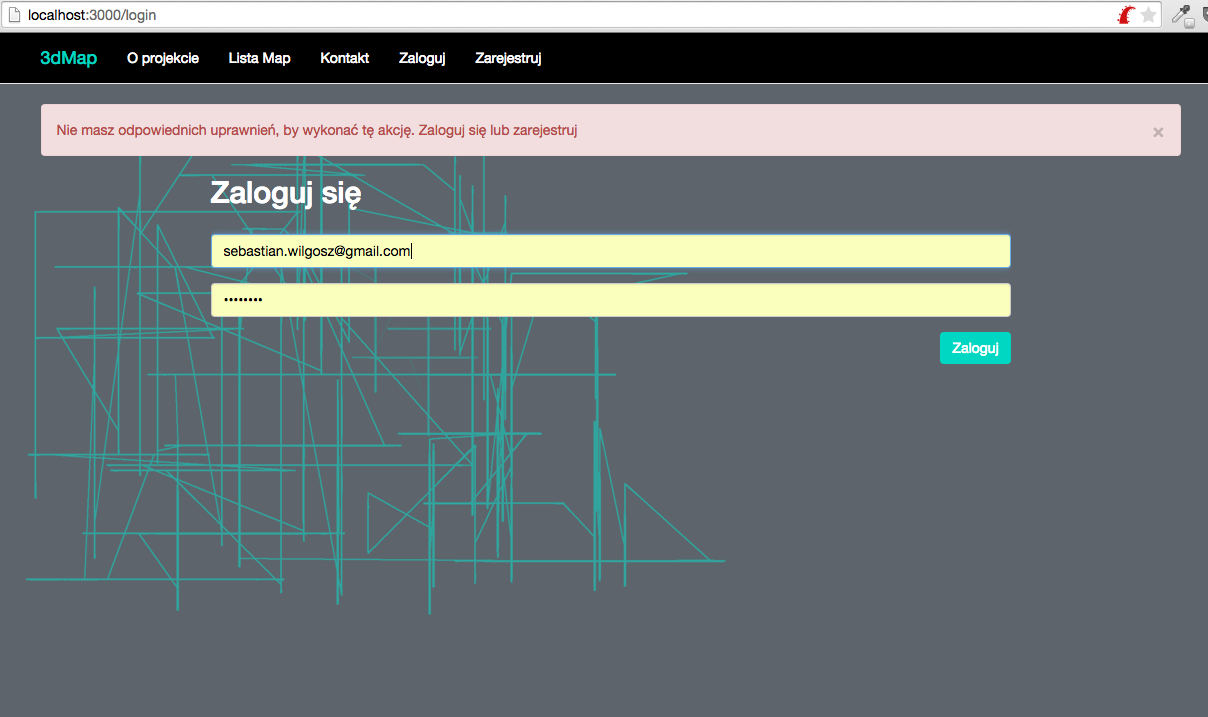 localhost:3000/login
3dMap O projekcie Lista Map Kontakt Zaloguj Zarejestruj
Nie masz odpowiednich uprawnień, by wykonać tę akcję. Zaloguj się lub zarejestruj ×
Zaloguj się
sebastian.wilgosz@gmail.com
••••••••
Zaloguj